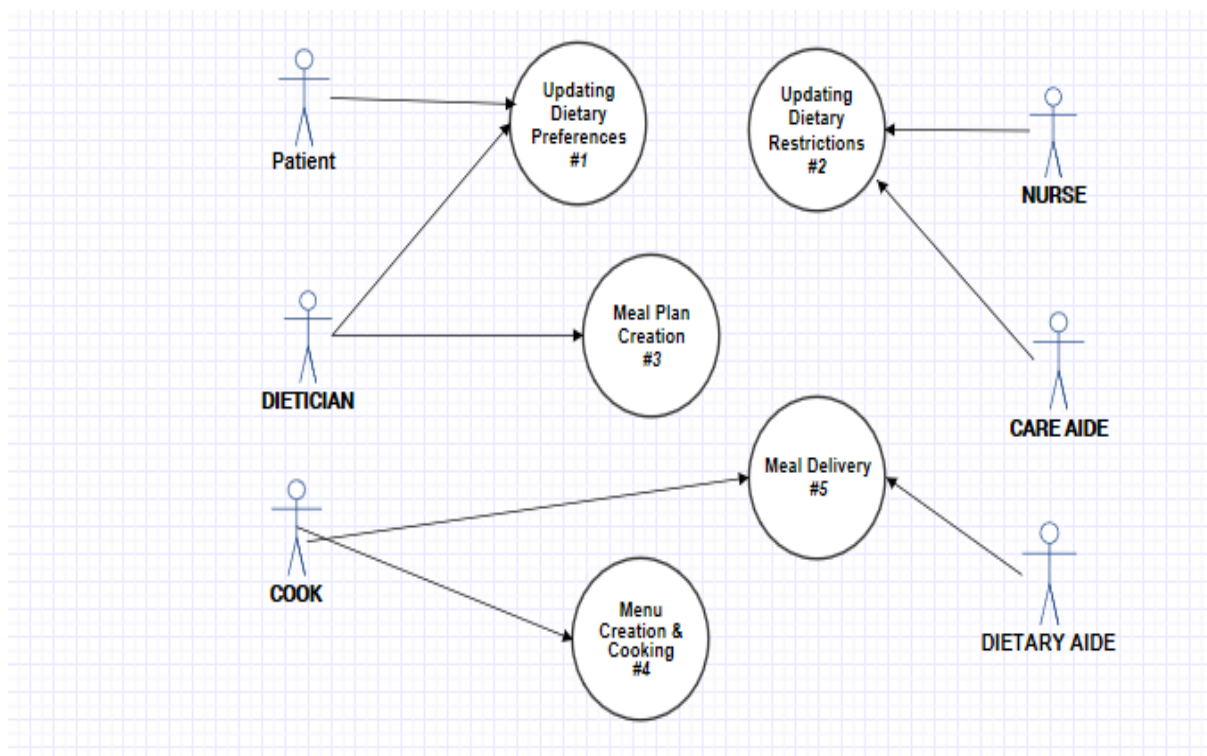 Updating
Dietary
Preferences
#1
Updating
Dietary
Restrictions
#2
Patient
NURSE
Meal Plan
Creation
#3
DIETICIAN
CARE AIDE
Meal Delivery
#5
COOK
Menu
Creation &
Cooking
#4
DIETARY AIDE